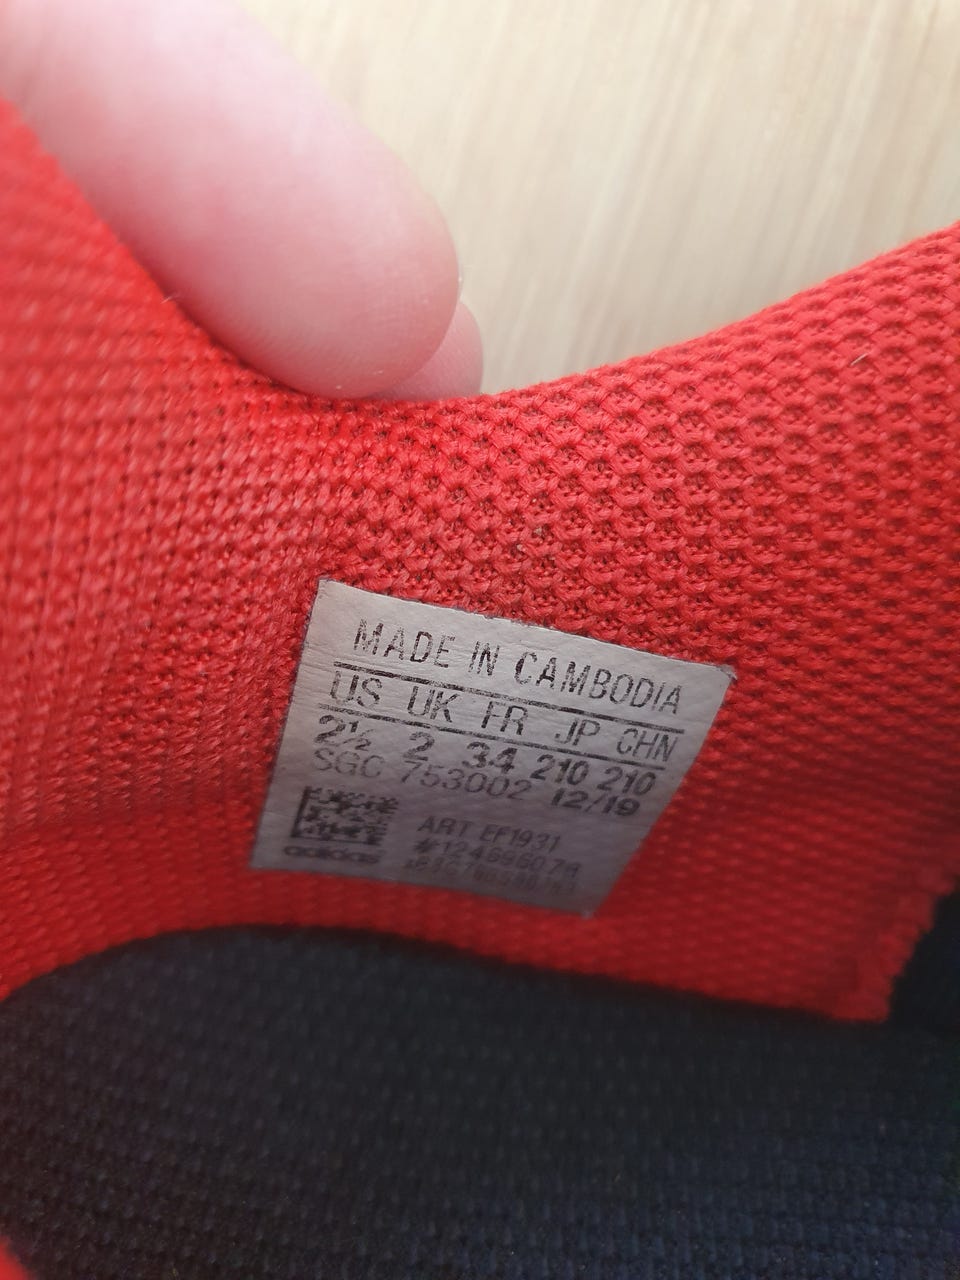 MADE IN CAMBODIA
US UK FR JP CHN
2½ 2 34 210 210
SGC 753002 12/19
ART EF1931
adidas